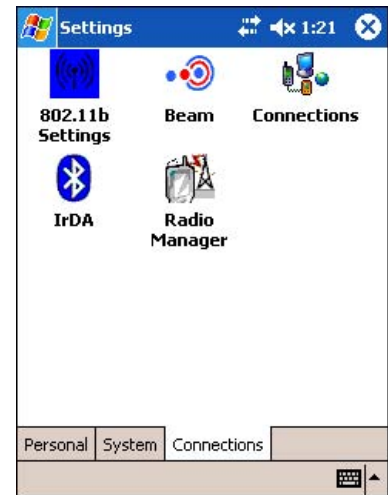 Settings 1:21
802.11b Settings
Beam
Connections
IrDA
Radio Manager
Personal System Connections